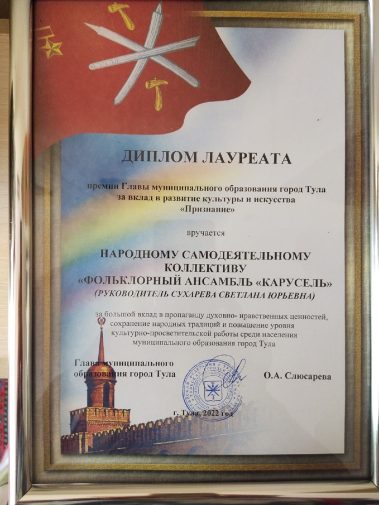 ДИПЛОМ ЛАУРЕАТА
премии Главы муниципального образования город Тула
за вклад в развитие культуры и искусства
«Признание»
вручается
НАРОДНОМУ САМОДЕЯТЕЛЬНОМУ
КОЛЛЕКТИВУ
«ФОЛЬКЛОРНЫЙ АНСАМБЛЬ «КАРУСЕЛЬ»
(РУКОВОДИТЕЛЬ СУХАРЕВА СВЕТЛАНА ЮРЬЕВНА)
за большой вклад в пропаганду духовно- нравственных ценностей,
сохранение народных традиций и повышение уровня
культурно-просветительской работы среди населения
муниципального образования город Тула
Глава муниципального
образования город Тула
О.А. Слюсарева
г. Тула, 2022 год